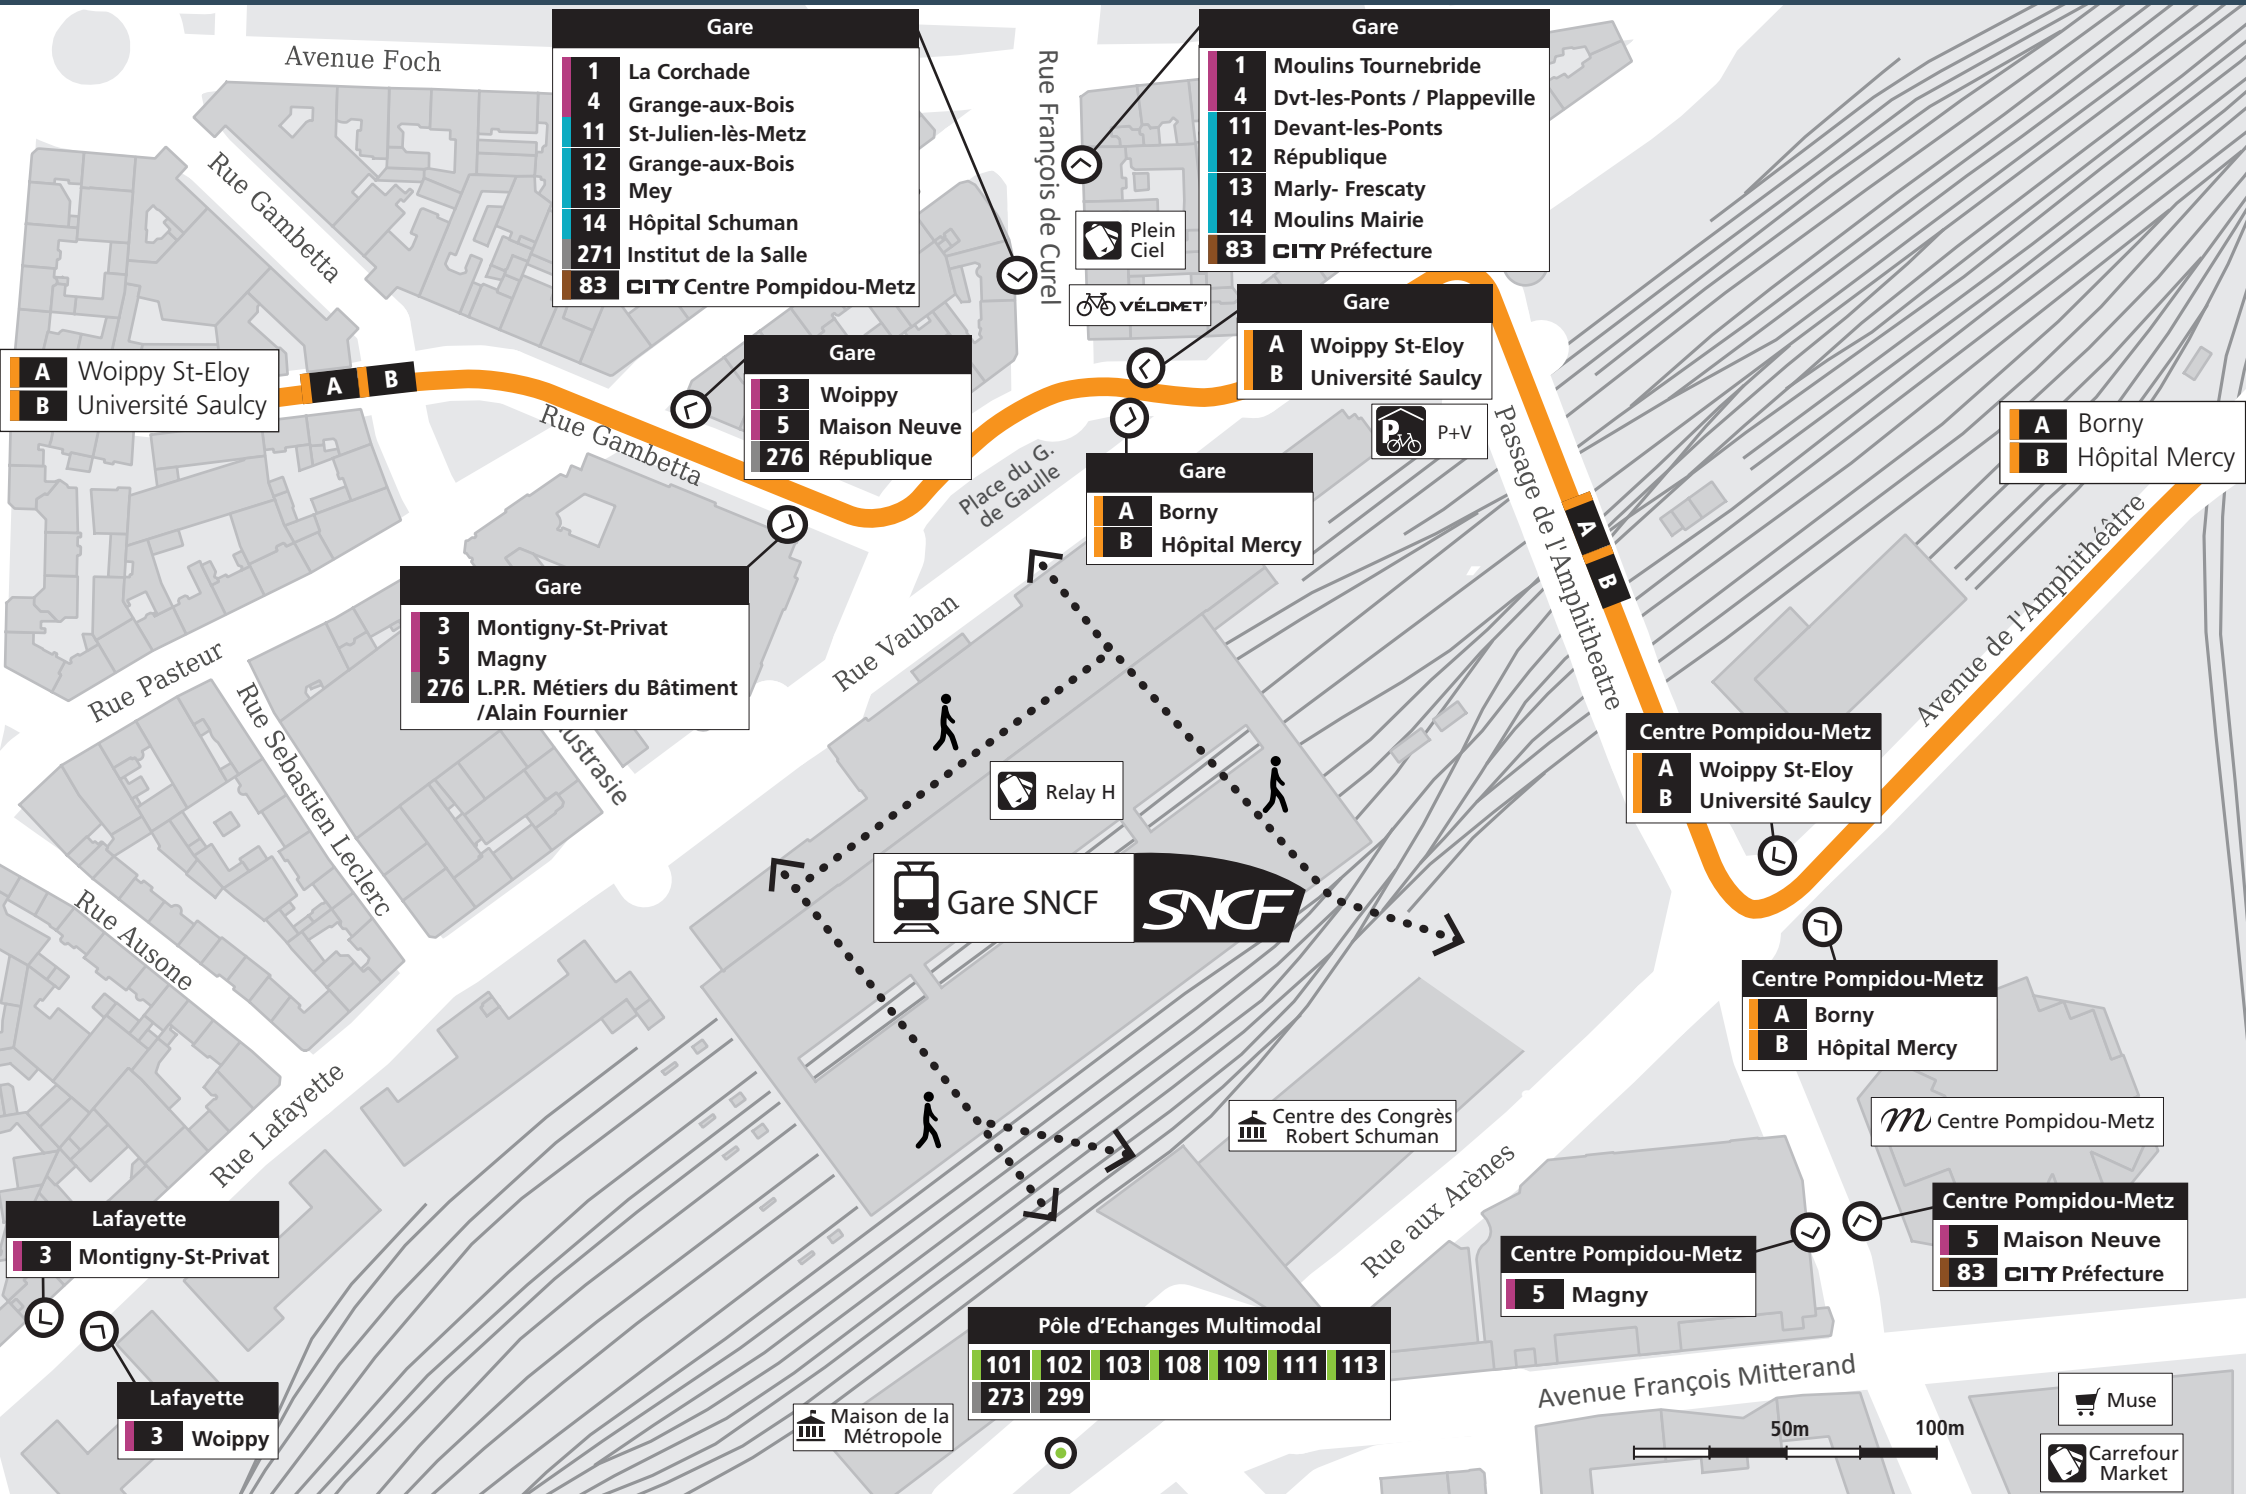 Avenue Foch
Gare
1 La Corchade
4 Grange-aux-Bois
11 St-Julien-lès-Metz
12 Grange-aux-Bois
13 Mey
14 Hôpital Schuman
271 Institut de la Salle
83 CITY Centre Pompidou-Metz
Rue François de Curel
Gare
1 Moulins Tournebride
4 Dvt-les-Ponts / Plappeville
11 Devant-les-Ponts
12 République
13 Marly- Frescaty
14 Moulins Mairie
83 CITY Préfecture
Rue Gambetta
Plein
Ciel
VÉLOMET'
A Woippy St-Eloy
B Université Saulcy
A B
Gare
3 Woippy
5 Maison Neuve
276 République
Gare
A Woippy St-Eloy
B Université Saulcy
P P+V
Rue Gambetta
Place du G.
de Gaulle
Gare
A Borny
B Hôpital Mercy
Passage de l'Amphitheatre
A B
A Borny
B Hôpital Mercy
Avenue de l'Amphithéâtre
Gare
3 Montigny-St-Privat
5 Magny
276 L.P.R. Métiers du Bâtiment
/Alain Fournier
Rue Vauban
Rue Pasteur
Rue Sebastien Leclerc
ustrasie
Relay H
Gare SNCF SNCF
Centre Pompidou-Metz
A Woippy St-Eloy
B Université Saulcy
Rue Ausone
Centre Pompidou-Metz
A Borny
B Hôpital Mercy
Rue Lafayette
Centre des Congrès
Robert Schuman
m Centre Pompidou-Metz
Rue aux Arènes
Lafayette
3 Montigny-St-Privat
Centre Pompidou-Metz
5 Magny
Centre Pompidou-Metz
5 Maison Neuve
83 CITY Préfecture
Lafayette
3 Woippy
Pôle d'Echanges Multimodal
101 102 103 108 109 111 113
273 299
Maison de la
Métropole
Avenue François Mitterand
50m 100m
Muse
Carrefour
Market